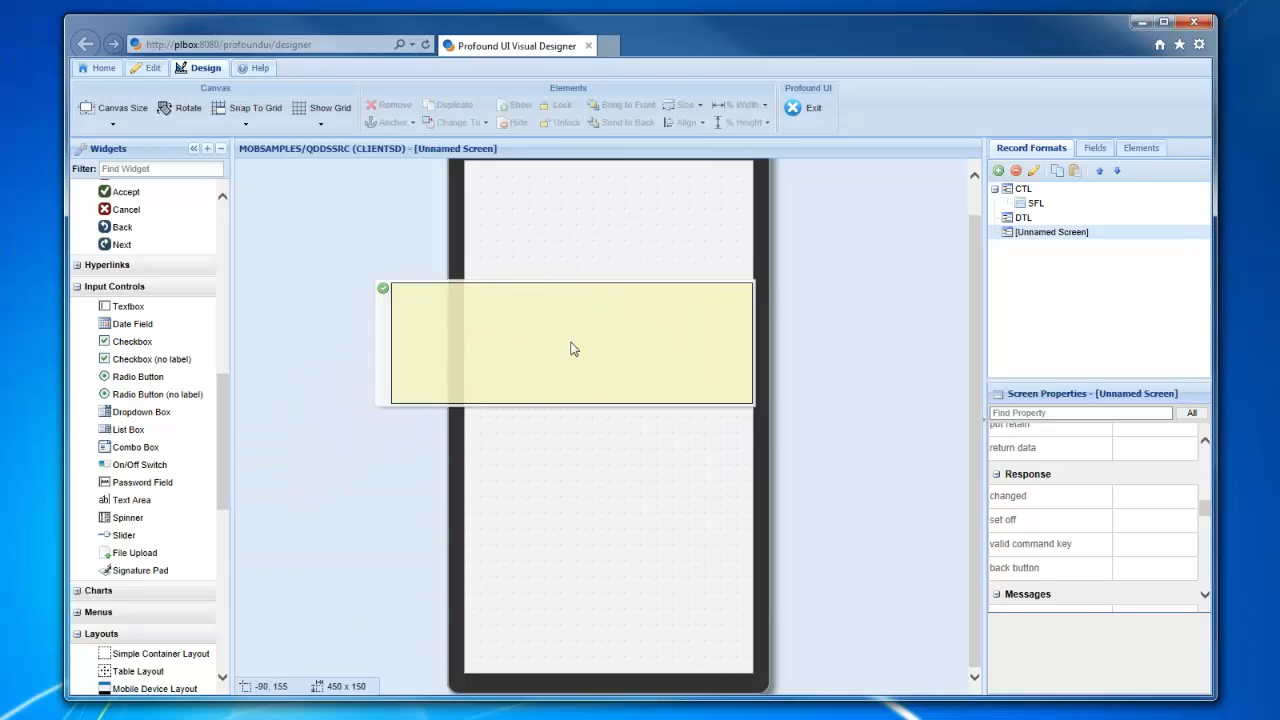 http://plbox:8080/profoundui/designer
Profound UI Visual Designer
Home Edit Design Help
Canvas Elements Profound UI
Canvas Size Rotate Snap To Grid Show Grid
Remove Duplicate Show Lock Bring to Front Size % Width
Anchor Change To Hide Unlock Send to Back Align % Height
Exit
Widgets
Filter: Find Widget
Accept
Cancel
Back
Next
Hyperlinks
Input Controls
Textbox
Date Field
Checkbox
Checkbox (no label)
Radio Button
Radio Button (no label)
Dropdown Box
List Box
Combo Box
On/Off Switch
Password Field
Text Area
Spinner
Slider
File Upload
Signature Pad
Charts
Menus
Layouts
Simple Container Layout
Table Layout
Mobile Device Layout
MOBSAMPLES/QDDSSRC (CLIENTSD) - [Unnamed Screen]
-90, 155 450 x 150
Record Formats Fields Elements
CTL
SFL
DTL
[Unnamed Screen]
Screen Properties - [Unnamed Screen]
Find Property All
put retain
return data
Response
changed
set off
valid command key
back button
Messages